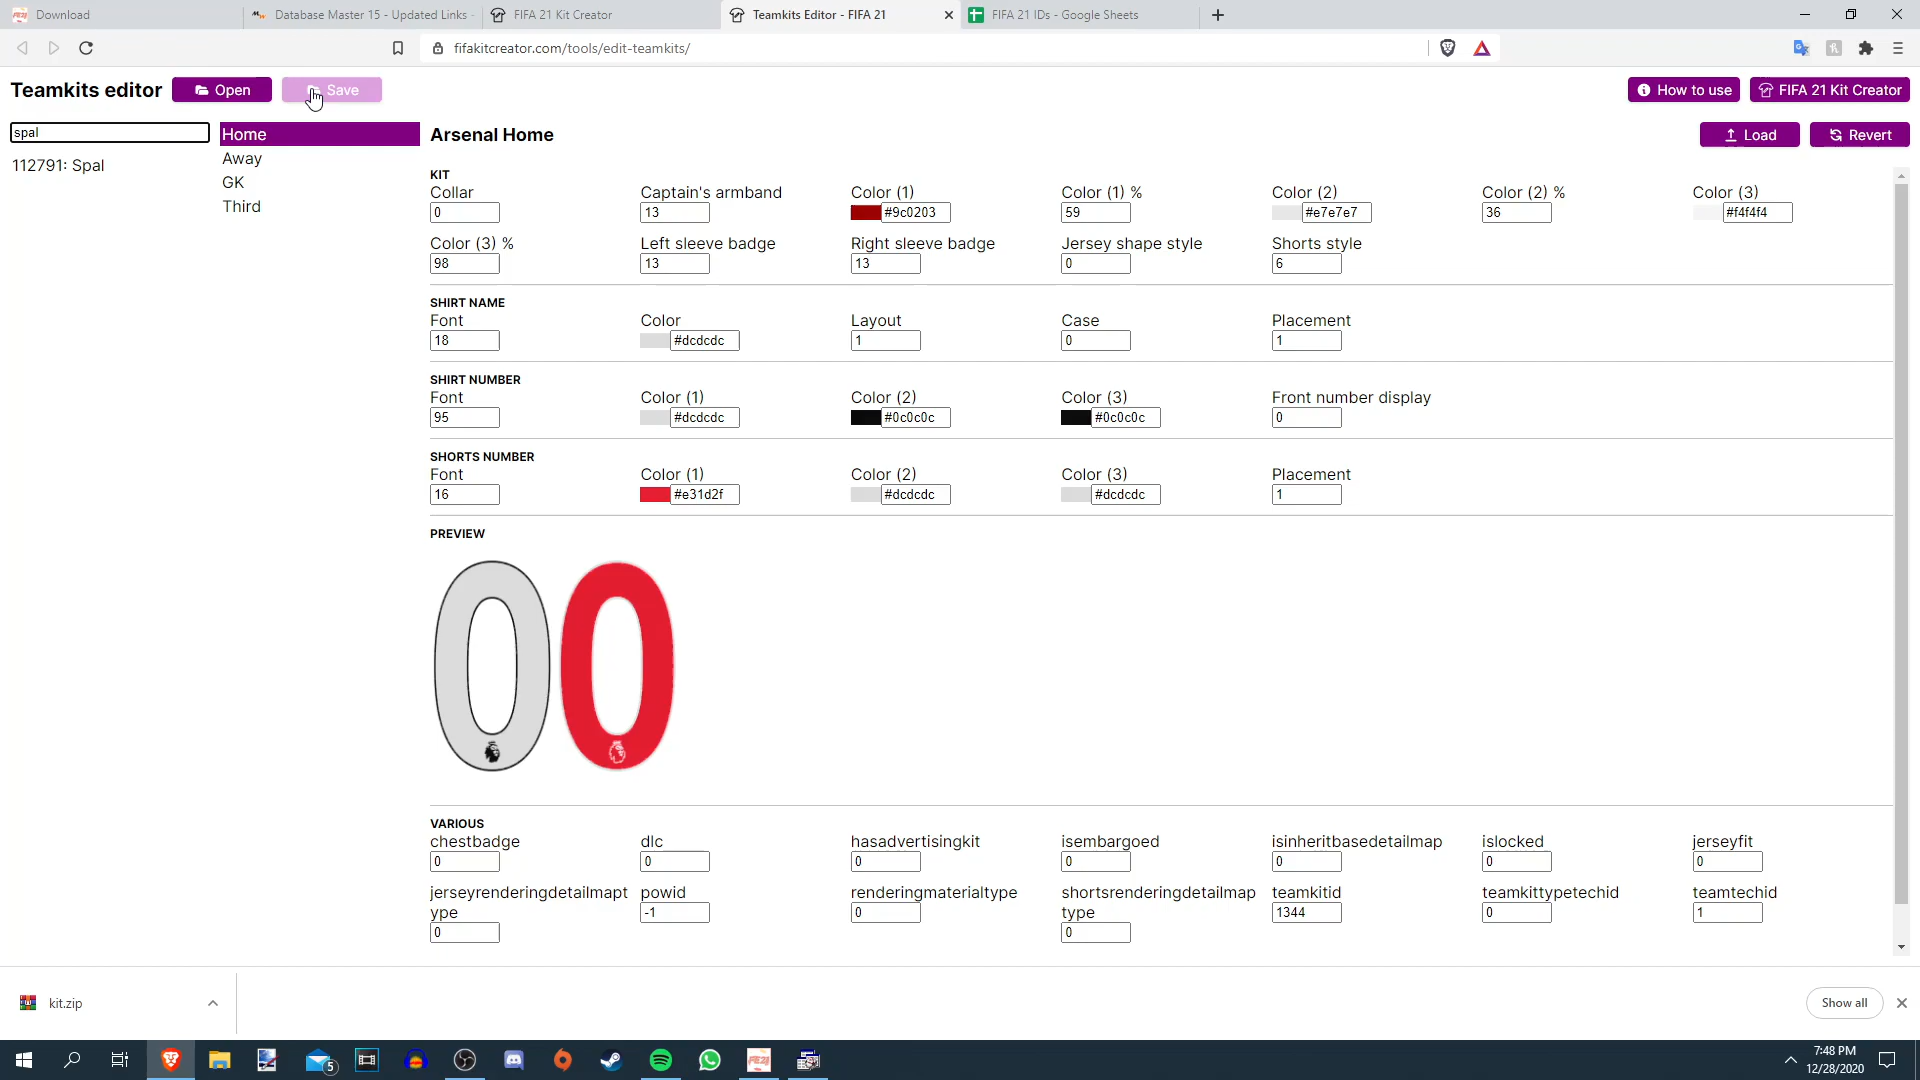 Download
Database Master 15 - Updated Links -
FIFA 21 Kit Creator
Teamkits Editor - FIFA 21
FIFA 21 IDs - Google Sheets
fifakitcreator.com/tools/edit-teamkits/
Teamkits editor
Open
Save
How to use
FIFA 21 Kit Creator
spal
112791: Spal
Home
Away
GK
Third
Arsenal Home
Load
Revert
KIT
Collar
Captain's armband
Color (1)
Color (1) %
Color (2)
Color (2) %
Color (3)
0
13
#9c0203
59
#e7e7e7
36
#f4f4f4
Color (3) %
Left sleeve badge
Right sleeve badge
Jersey shape style
Shorts style
98
13
13
0
6
SHIRT NAME
Font
Color
Layout
Case
Placement
18
#dcdcdc
1
0
1
SHIRT NUMBER
Font
Color (1)
Color (2)
Color (3)
Front number display
95
#dcdcdc
#0c0c0c
#0c0c0c
0
SHORTS NUMBER
Font
Color (1)
Color (2)
Color (3)
Placement
16
#e31d2f
#dcdcdc
#dcdcdc
1
PREVIEW
0 0
VARIOUS
chestbadge
dlc
hasadvertisingkit
isembargoed
isinheritbasedetailmap
islocked
jerseyfit
0
0
0
0
0
0
0
jerseyrenderingdetailmapt
ype
powid
renderingmaterialtype
shortsrenderingdetailmap
type
teamkitid
teamkittypetechid
teamtechid
0
-1
0
0
1344
0
1
kit.zip
Show all
5
FE21
7:48 PM
12/28/2020